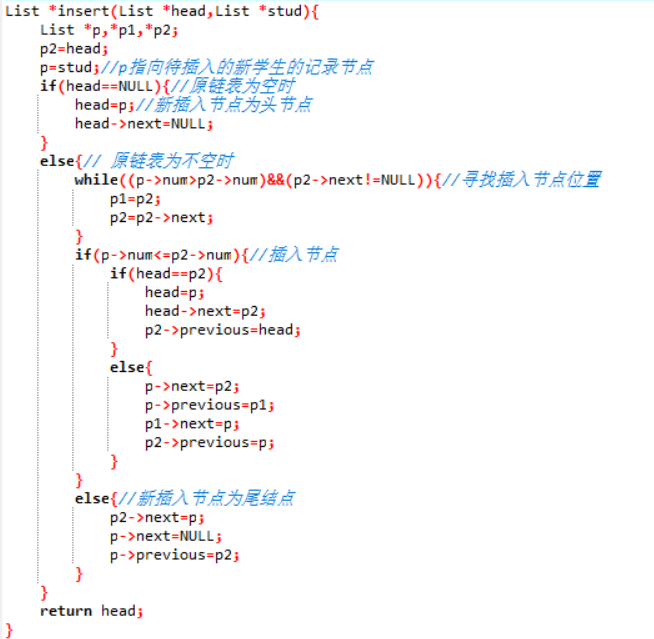 List *insert(List *head,List *stud){
    List *p,*p1,*p2;
    p2=head;
    p=stud;//p指向待插入的新学生的记录节点
    if(head==NULL){//原链表为空时
        head=p;//新插入节点为头节点
        head->next=NULL;
    }
    else{// 原链表为不空时
        while((p->num>p2->num)&&(p2->next!=NULL)){//寻找插入节点位置
            p1=p2;
            p2=p2->next;
        }
        if(p->num<=p2->num){//插入节点
            if(head==p2){
                head=p;
                head->next=p2;
                p2->previous=head;
            }
            else{
                p->next=p2;
                p->previous=p1;
                p1->next=p;
                p2->previous=p;
            }
        }
        else{//新插入节点为尾结点
            p2->next=p;
            p->next=NULL;
            p->previous=p2;
        }
    }
    return head;
}